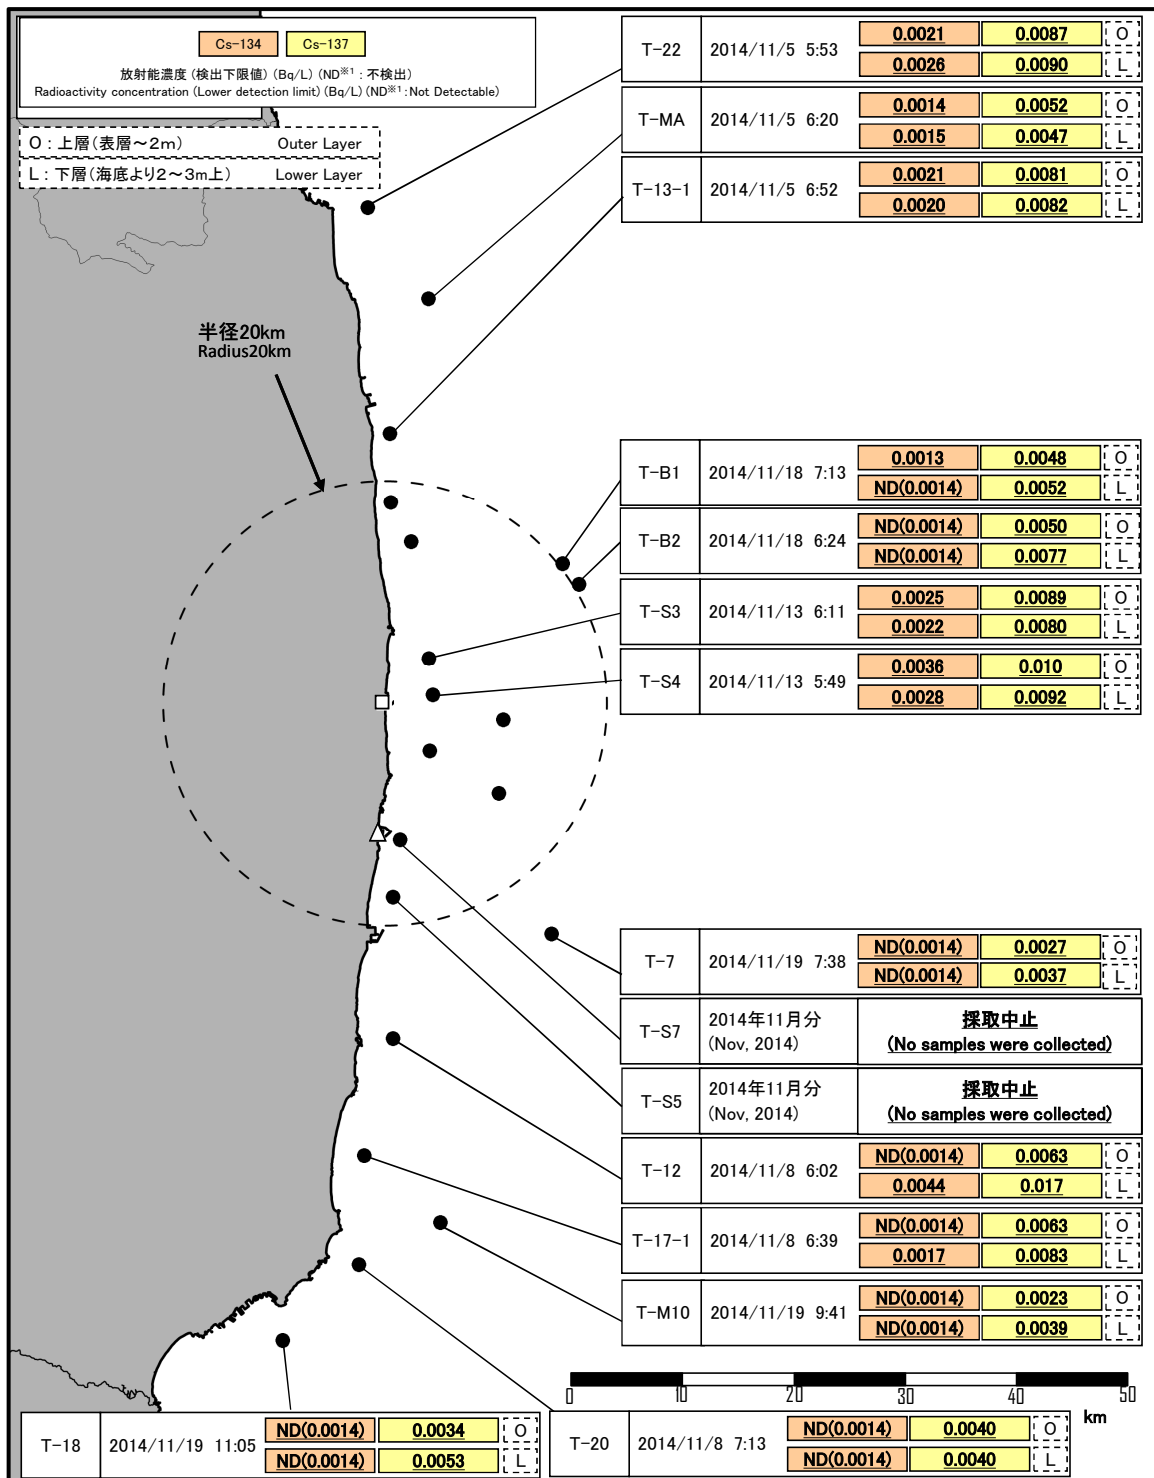 Cs-134 Cs-137
放射能濃度 (検出下限値) (Bq/L) (ND※1 : 不検出)
Radioactivity concentration (Lower detection limit) (Bq/L) (ND※1:Not Detectable)
O : 上層(表層～2m) Outer Layer
L : 下層(海底より2～3m上) Lower Layer
T-22 2014/11/5 5:53 0.0021 0.0087 O
0.0026 0.0090 L
T-MA 2014/11/5 6:20 0.0014 0.0052 O
0.0015 0.0047 L
T-13-1 2014/11/5 6:52 0.0021 0.0081 O
0.0020 0.0082 L
半径20km
Radius20km
T-B1 2014/11/18 7:13 0.0013 0.0048 O
ND(0.0014) 0.0052 L
T-B2 2014/11/18 6:24 ND(0.0014) 0.0050 O
ND(0.0014) 0.0077 L
T-S3 2014/11/13 6:11 0.0025 0.0089 O
0.0022 0.0080 L
T-S4 2014/11/13 5:49 0.0036 0.010 O
0.0028 0.0092 L
T-7 2014/11/19 7:38 ND(0.0014) 0.0027 O
ND(0.0014) 0.0037 L
T-S7 2014年11月分 採取中止
(Nov, 2014) (No samples were collected)
T-S5 2014年11月分 採取中止
(Nov, 2014) (No samples were collected)
T-12 2014/11/8 6:02 ND(0.0014) 0.0063 O
0.0044 0.017 L
T-17-1 2014/11/8 6:39 ND(0.0014) 0.0063 O
0.0017 0.0083 L
T-M10 2014/11/19 9:41 ND(0.0014) 0.0023 O
ND(0.0014) 0.0039 L
0 10 20 30 40 50
km
T-18 2014/11/19 11:05 ND(0.0014) 0.0034 O
ND(0.0014) 0.0053 L
T-20 2014/11/8 7:13 ND(0.0014) 0.0040 O
ND(0.0014) 0.0040 L